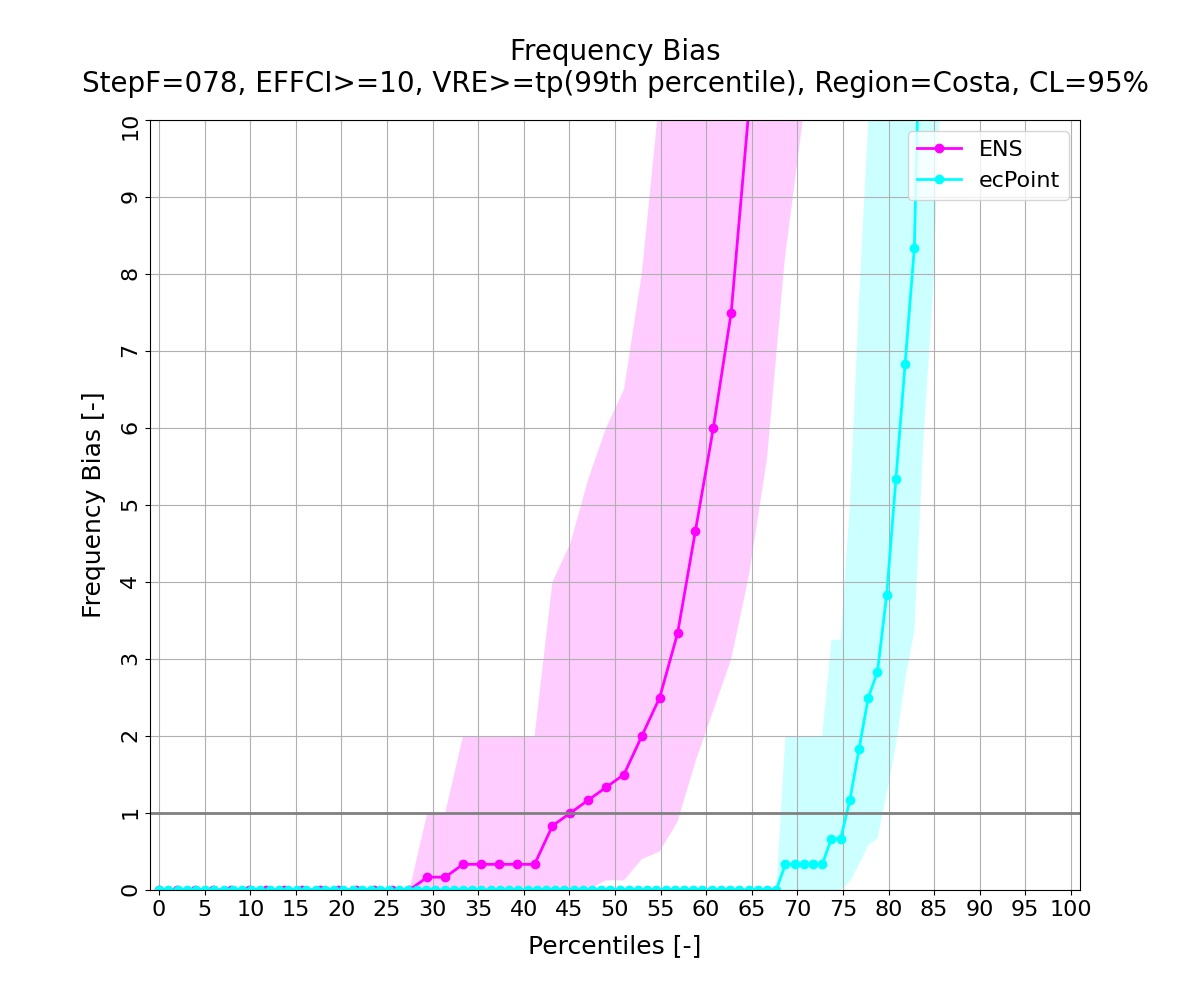 Frequency Bias
StepF=078, EFFCI>=10, VRE>=tp(99th percentile), Region=Costa, CL=95%
ENS
ecPoint
Frequency Bias [-]
10
9
8
7
6
5
4
3
2
1
0
0 5 10 15 20 25 30 35 40 45 50 55 60 65 70 75 80 85 90 95 100
Percentiles [-]